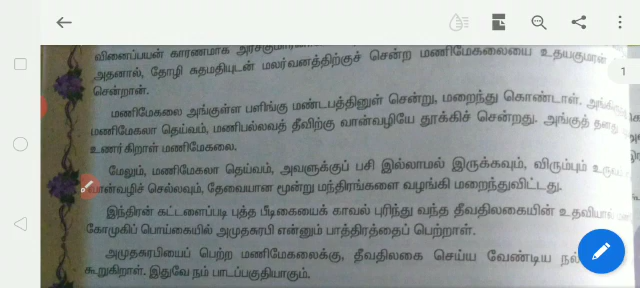 வினைப்பயன் காரணமாக
அதனால், தோழி சுதமதியுடன் மலர்வனத்திற்குச் சென்ற மணிமேகலையை உதயகுமரன்
சென்றான்.
மணிமேகலை அங்குள்ள பளிங்கு மண்டபத்தினுள் சென்று, மறைந்து கொண்டாள்.
மணிமேகலா தெய்வம், மணிபல்லவத் தீவிற்கு வான்வழியே தூக்கிச் சென்றது. அங்குத் தனது
உணர்கிறாள் மணிமேகலை.
மேலும், மணிமேகலா தெய்வம், அவளுக்குப் பசி இல்லாமல் இருக்கவும், விரும்பும்
வான்வழிச் செல்லவும், தேவையான மூன்று மந்திரங்களை வழங்கி மறைந்துவிட்டது.
இந்திரன் கட்டளைப்படி புத்த பீடிகையைக் காவல் புரிந்து வந்த தீவதிலகையின்
கோமுகிப் பொய்கையில் அமுதசுரபி என்னும் பாத்திரத்தைப் பெற்றாள்.
அமுதசுரபியைப் பெற்ற மணிமேகலைக்கு, தீவதிலகை செய்ய வேண்டிய
கூறுகிறாள். இதுவே நம் பாடப்பகுதியாகும்.
1